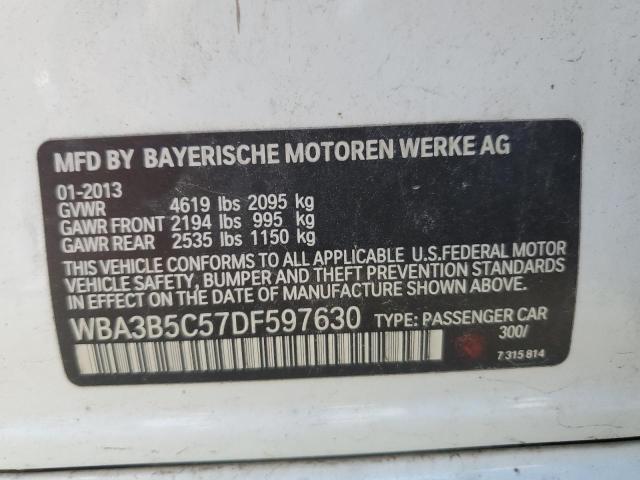 MFD BY BAYERISCHE MOTOREN WERKE AG
01-2013
GVWR 4619 lbs 2095 kg
GAWR FRONT 2194 lbs 995 kg
GAWR REAR 2535 lbs 1150 kg
THIS VEHICLE CONFORMS TO ALL APPLICABLE U.S.FEDERAL MOTOR
VEHICLE SAFETY, BUMPER AND THEFT PREVENTION STANDARDS
IN EFFECT ON THE DATE OF MANUFACTURE SHOWN ABOVE.
WBA3B5C57DF597630 TYPE: PASSENGER CAR
300/
7 315 814